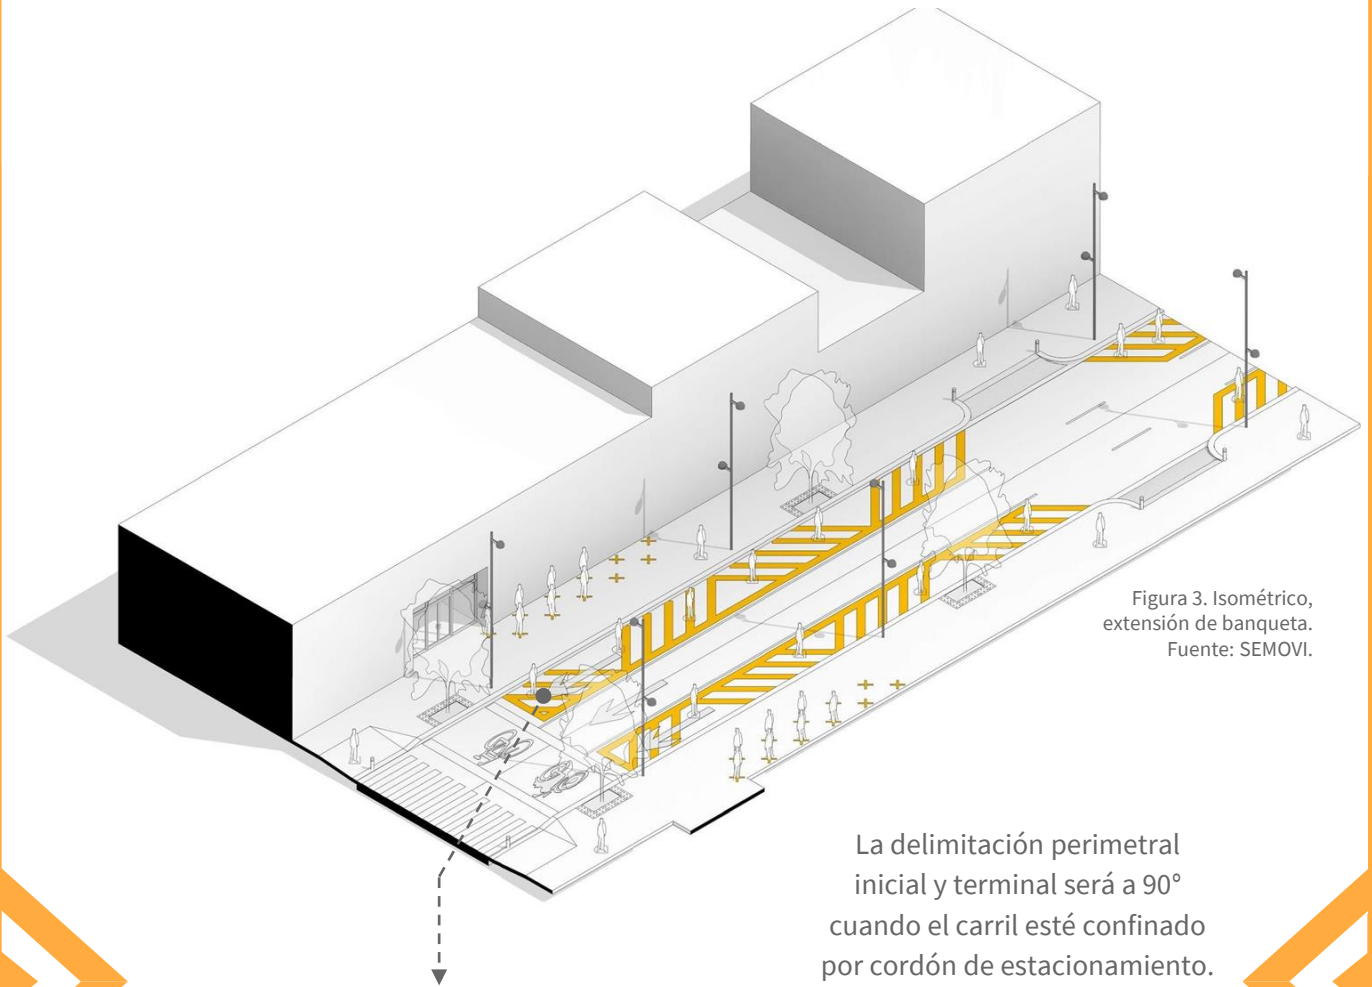 Figura 3. Isométrico,
extensión de banqueta.
Fuente: SEMOVI.
La delimitación perimetral
inicial y terminal será a 90°
cuando el carril esté confinado
por cordón de estacionamiento.